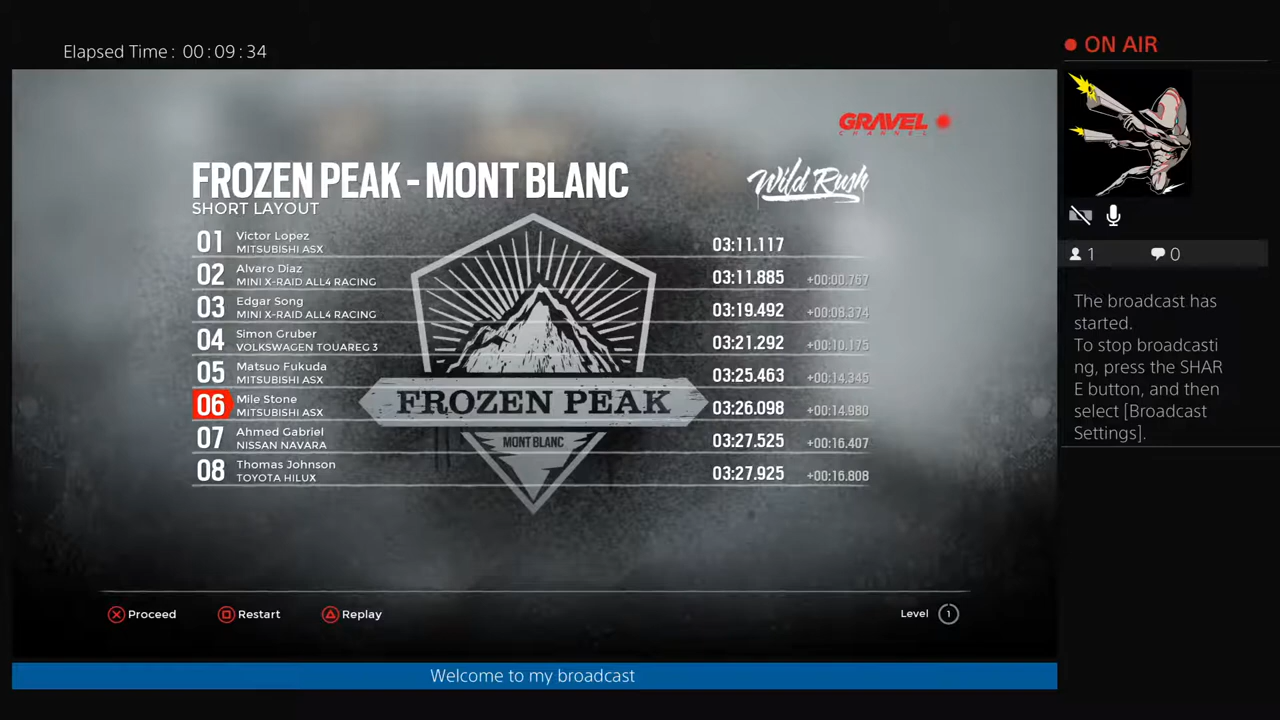 Elapsed Time : 00:09:34
ON AIR
GRAVEL
CHANNEL
FROZEN PEAK - MONT BLANC
Wild Rush
SHORT LAYOUT
01 Victor Lopez MITSUBISHI ASX 03:11.117
02 Alvaro Diaz MINI X-RAID ALL4 RACING 03:11.885 +00:00.767
03 Edgar Song MINI X-RAID ALL4 RACING 03:19.492 +00:08.374
04 Simon Gruber VOLKSWAGEN TOUAREG 3 03:21.292 +00:10.175
05 Matsuo Fukuda MITSUBISHI ASX 03:25.463 +00:14.345
06 Mile Stone MITSUBISHI ASX 03:26.098 +00:14.980
07 Ahmed Gabriel NISSAN NAVARA 03:27.525 +00:16.407
08 Thomas Johnson TOYOTA HILUX 03:27.925 +00:16.808
FROZEN PEAK
MONT BLANC
Proceed Restart Replay Level 1
Welcome to my broadcast
1 0
The broadcast has
started.
To stop broadcasti
ng, press the SHAR
E button, and then
select [Broadcast
Settings].